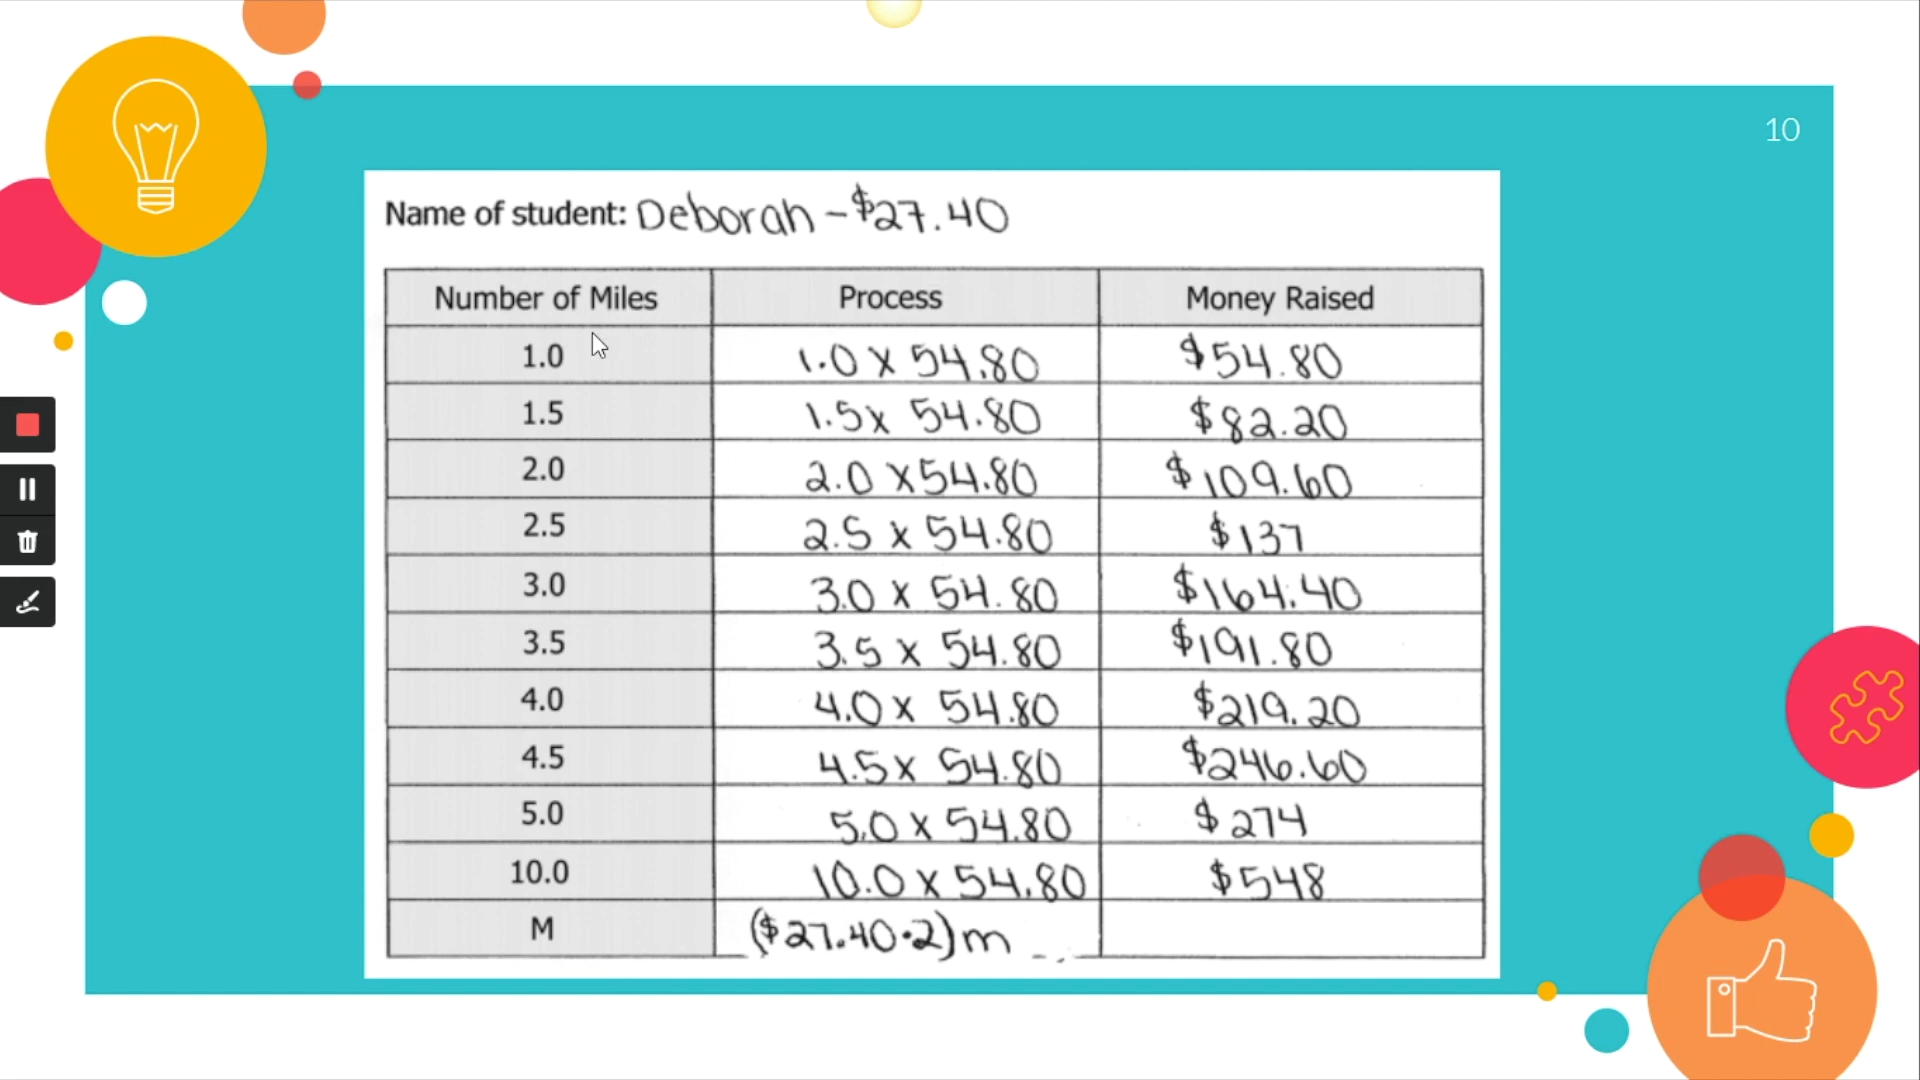 10
Name of student: Deborah - $27.40
Number of Miles Process Money Raised
1.0 1.0 x 54.80 $54.80
1.5 1.5 x 54.80 $82.20
2.0 2.0 x 54.80 $109.60
2.5 2.5 x 54.80 $137
3.0 3.0 x 54.80 $164.40
3.5 3.5 x 54.80 $191.80
4.0 4.0 x 54.80 $219.20
4.5 4.5 x 54.80 $246.60
5.0 5.0 x 54.80 $274
10.0 10.0 x 54.80 $548
M ($27.40·2)m